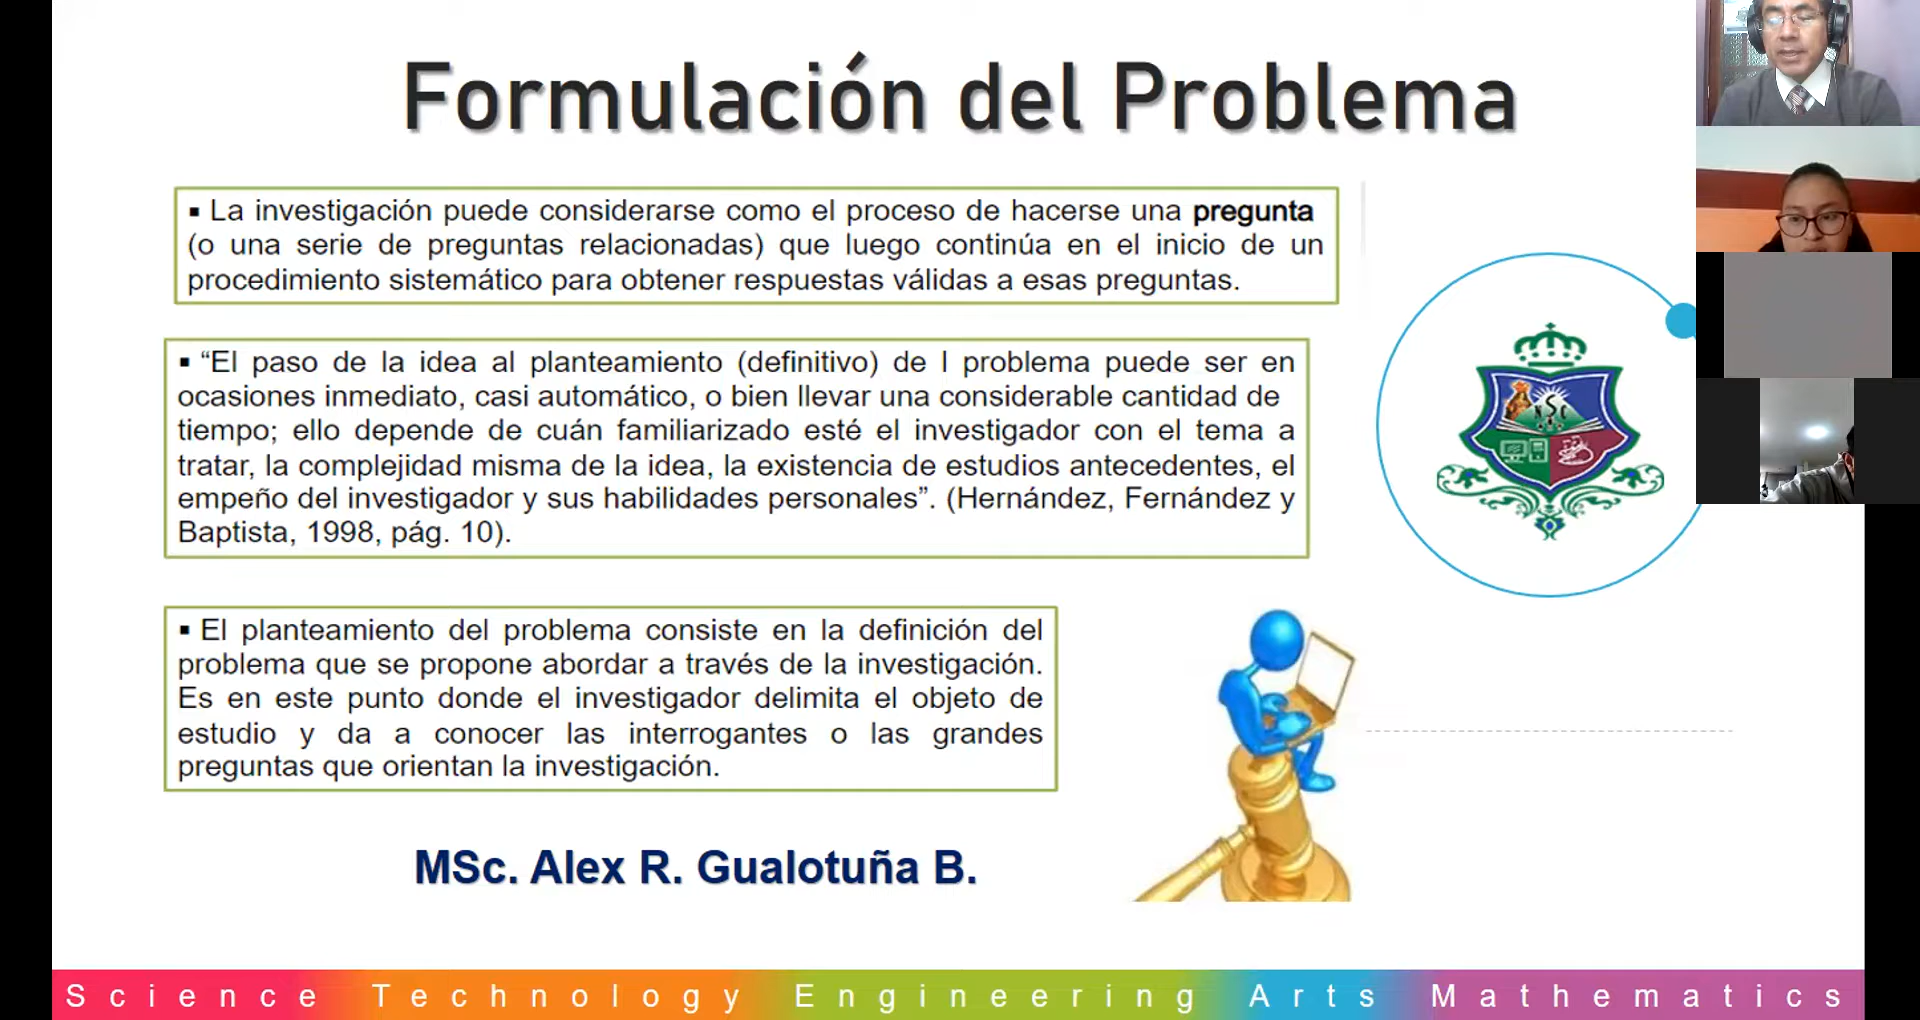 Formulación del Problema
▪ La investigación puede considerarse como el proceso de hacerse una pregunta
(o una serie de preguntas relacionadas) que luego continúa en el inicio de un
procedimiento sistemático para obtener respuestas válidas a esas preguntas.
▪ “El paso de la idea al planteamiento (definitivo) de l problema puede ser en
ocasiones inmediato, casi automático, o bien llevar una considerable cantidad de
tiempo; ello depende de cuán familiarizado esté el investigador con el tema a
tratar, la complejidad misma de la idea, la existencia de estudios antecedentes, el
empeño del investigador y sus habilidades personales”. (Hernández, Fernández y
Baptista, 1998, pág. 10).
▪ El planteamiento del problema consiste en la definición del
problema que se propone abordar a través de la investigación.
Es en este punto donde el investigador delimita el objeto de
estudio y da a conocer las interrogantes o las grandes
preguntas que orientan la investigación.
NSC
MSc. Alex R. Gualotuña B.
Science Technology Engineering Arts Mathematics